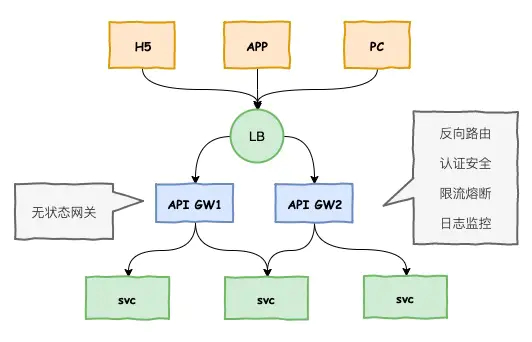 H5
APP
PC
LB
反向路由
认证安全
限流熔断
日志监控
无状态网关
API GW1
API GW2
svc
svc
svc